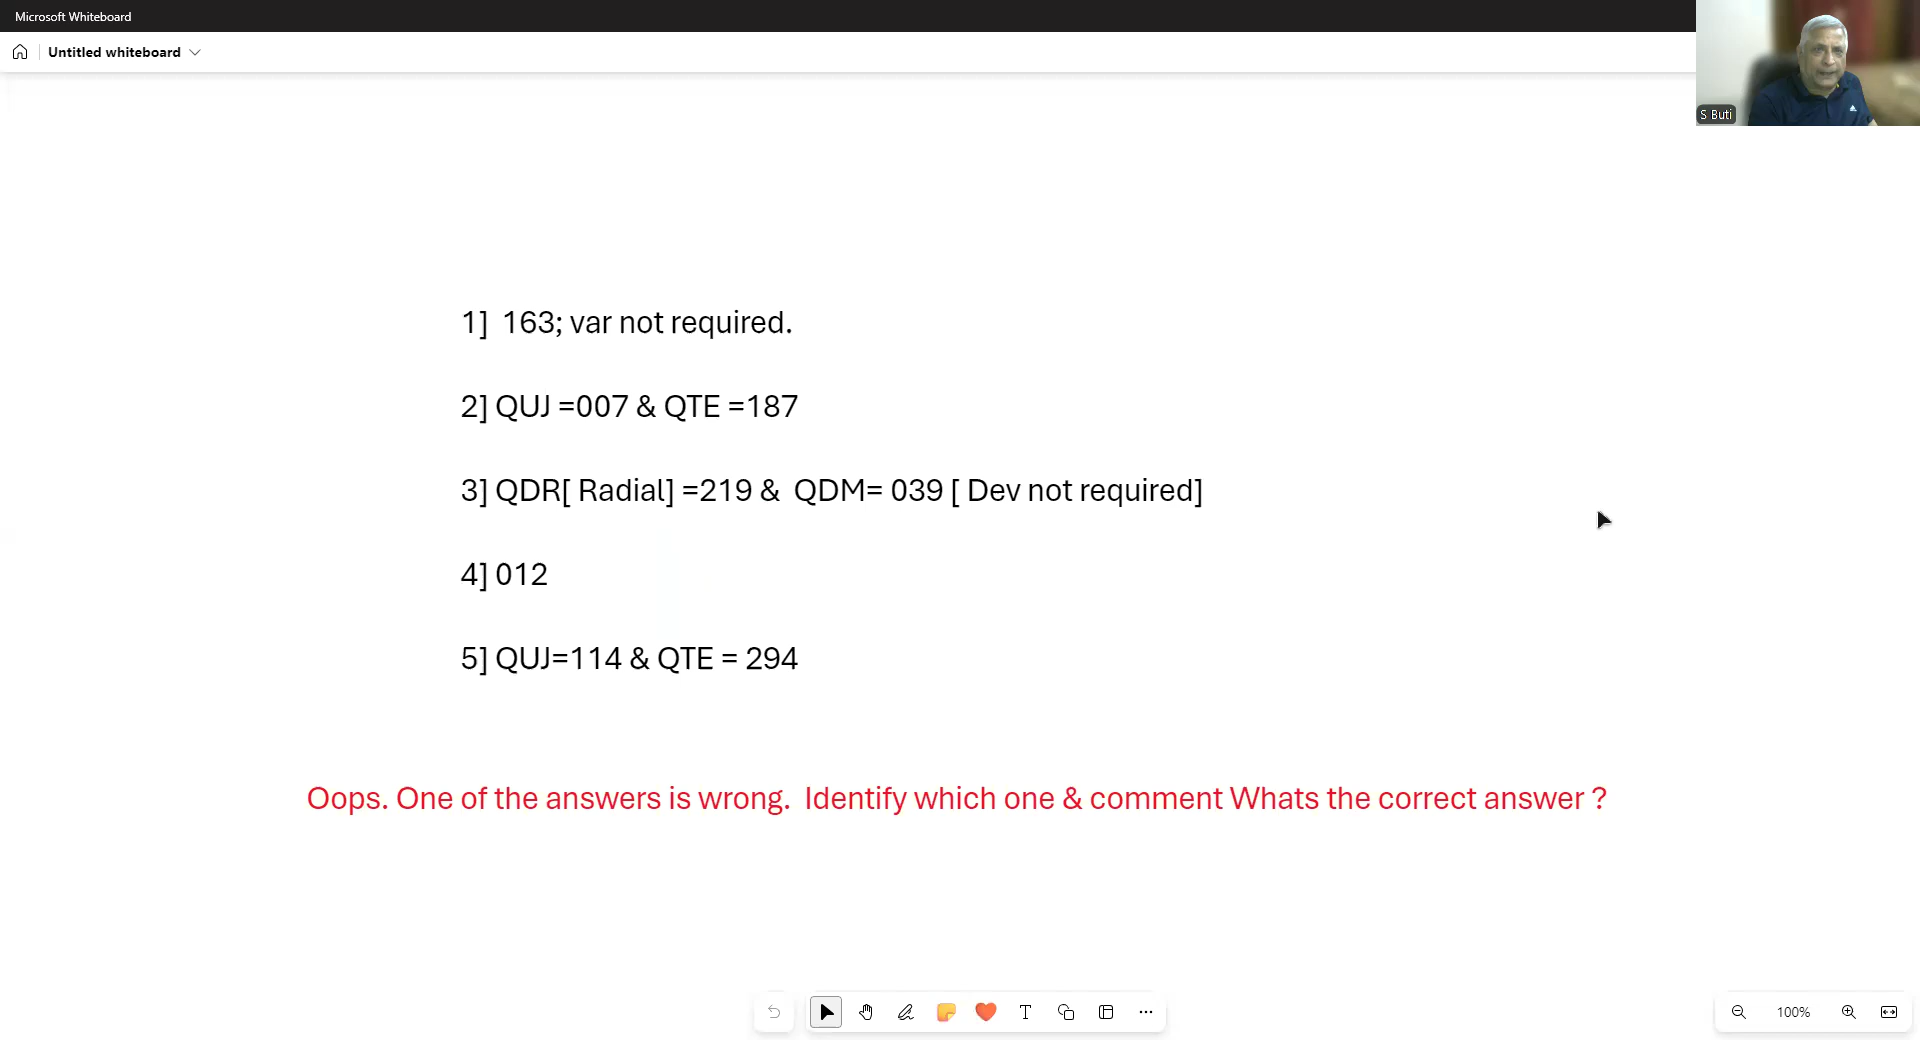 Microsoft Whiteboard
Untitled whiteboard
S Buti
1] 163; var not required.
2] QUJ =007 & QTE =187
3] QDR[ Radial] =219 & QDM= 039 [ Dev not required]
4] 012
5] QUJ=114 & QTE = 294
Oops. One of the answers is wrong. Identify which one & comment Whats the correct answer ?
100%